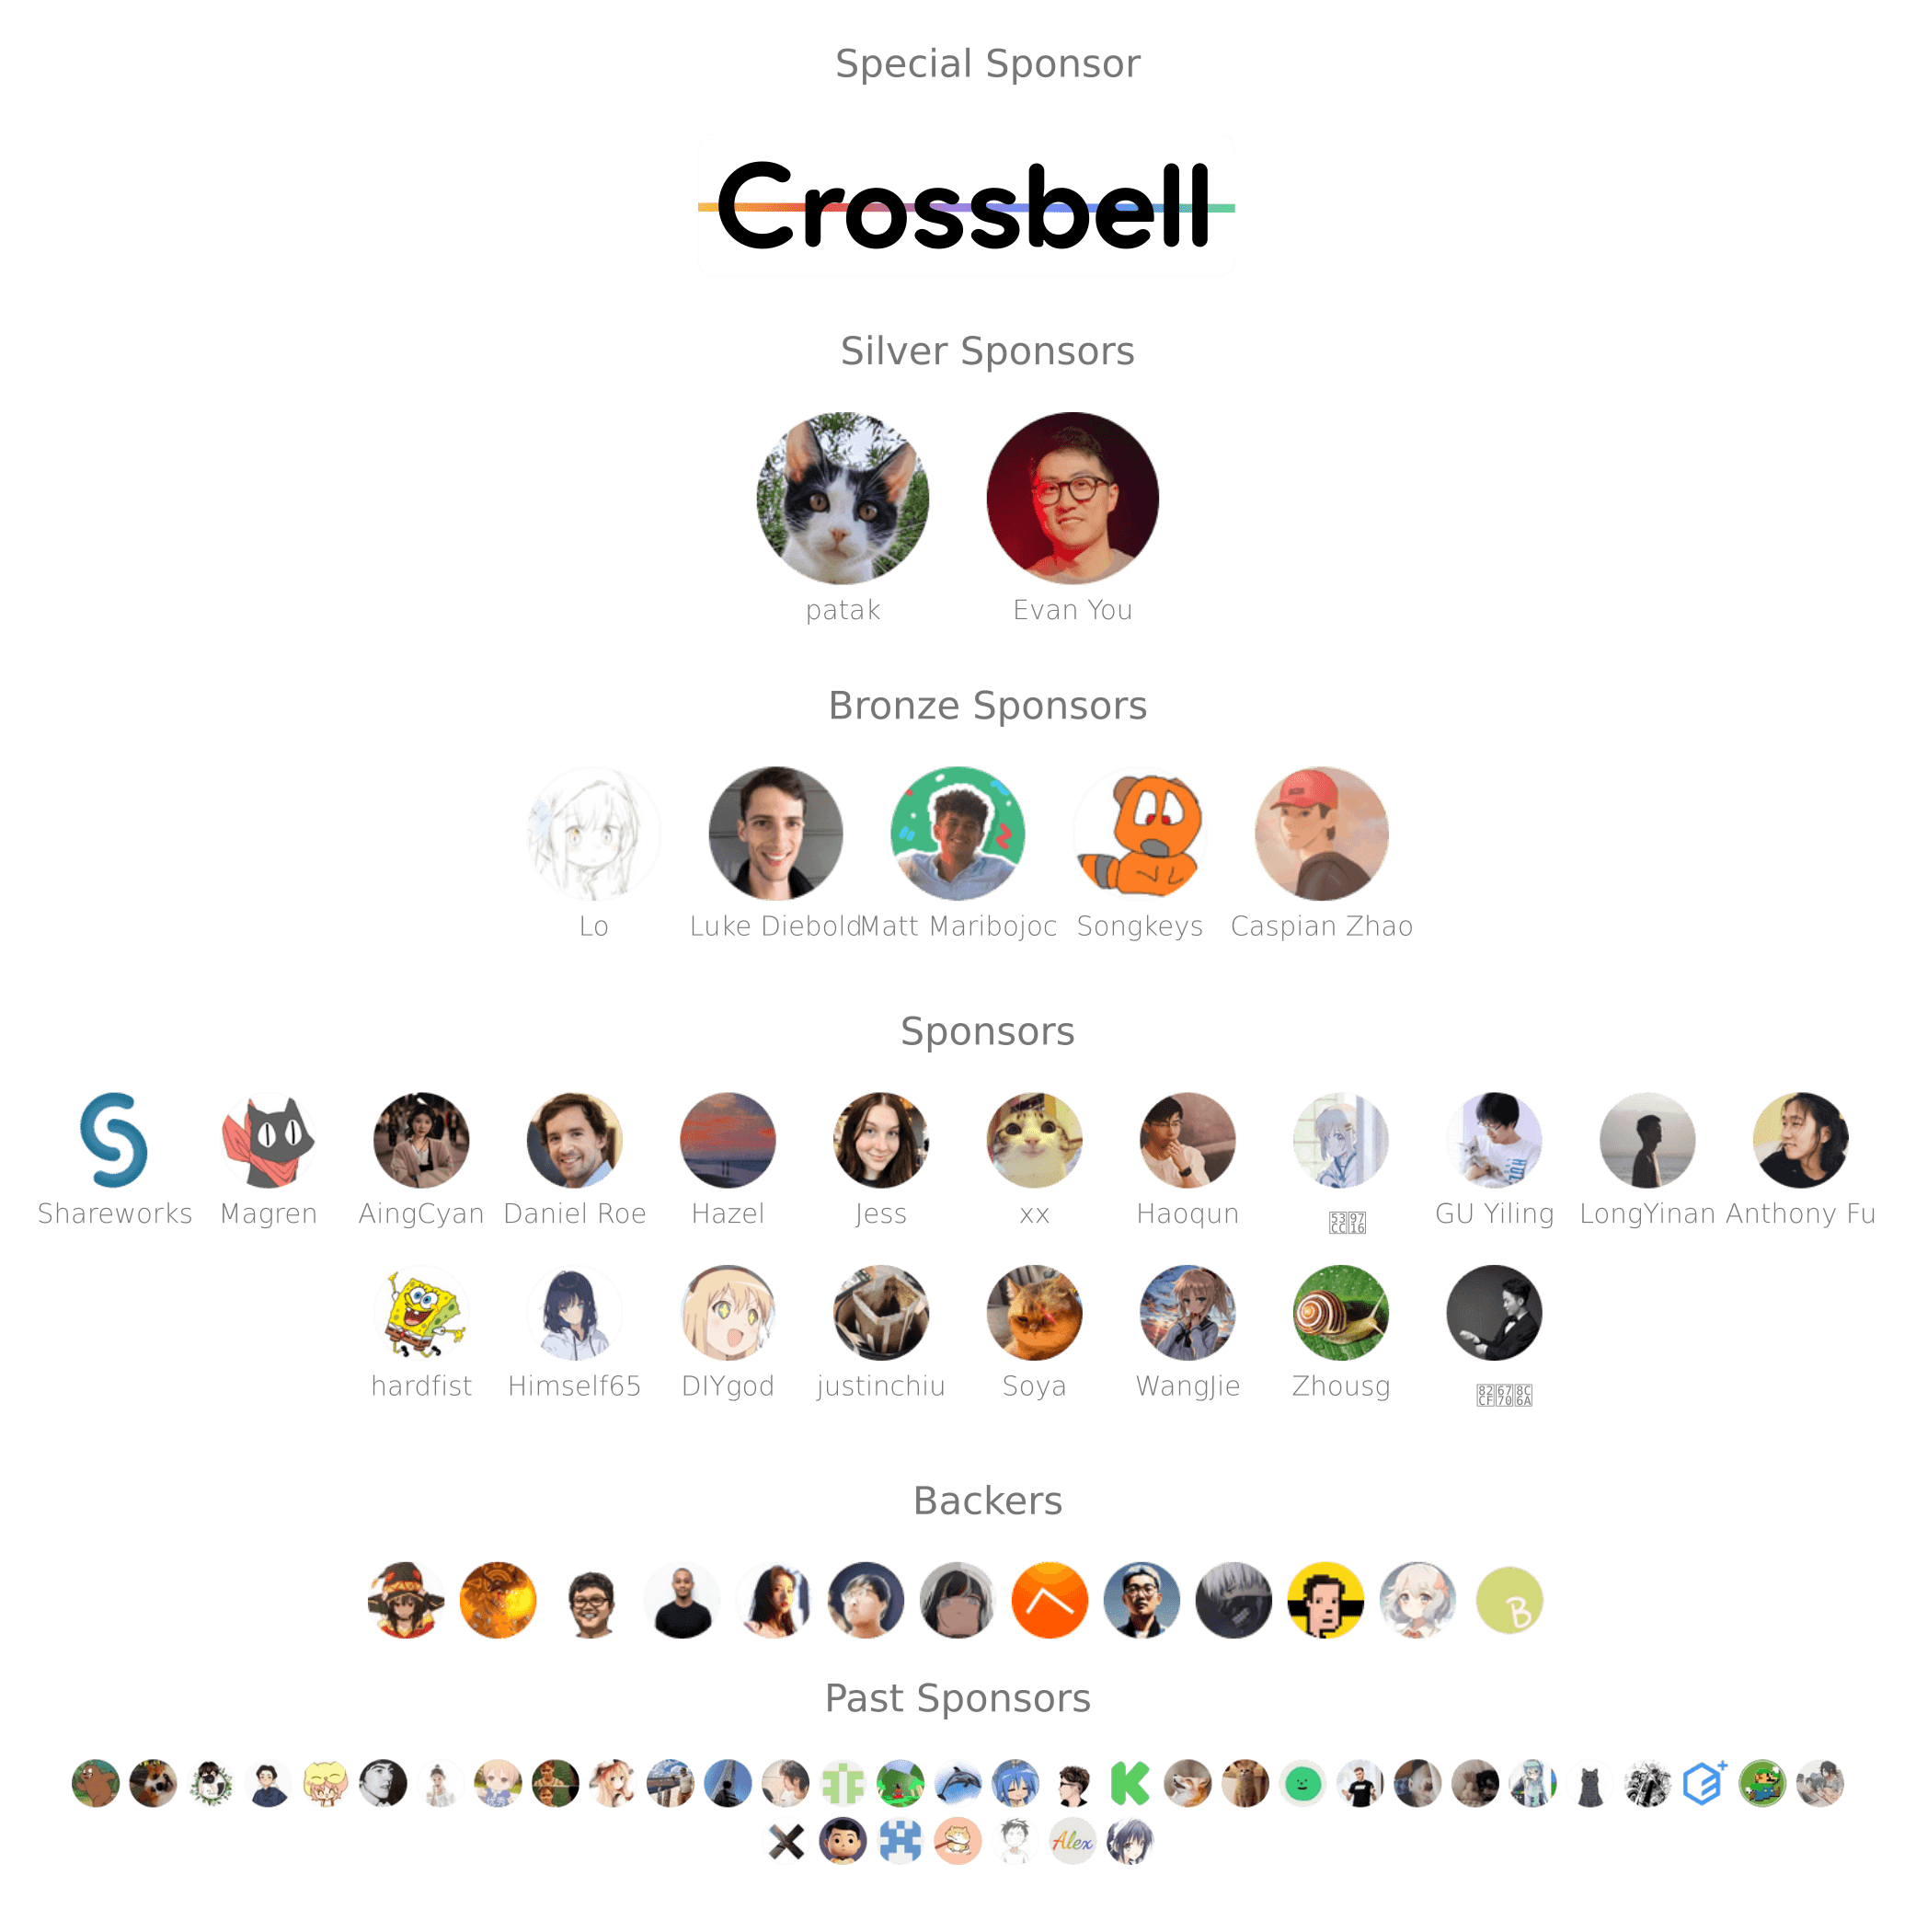 Special Sponsor
Crossbell
Silver Sponsors
patak Evan You
Bronze Sponsors
Lo Luke Diebold Matt Maribojoc Songkeys Caspian Zhao
Sponsors
Shareworks Magren AingCyan Daniel Roe Hazel Jess xx Haoqun GU Yiling LongYinan Anthony Fu
hardfist Himself65 DIYgod justinchiu Soya WangJie Zhousg
Backers
B
Past Sponsors
Alex